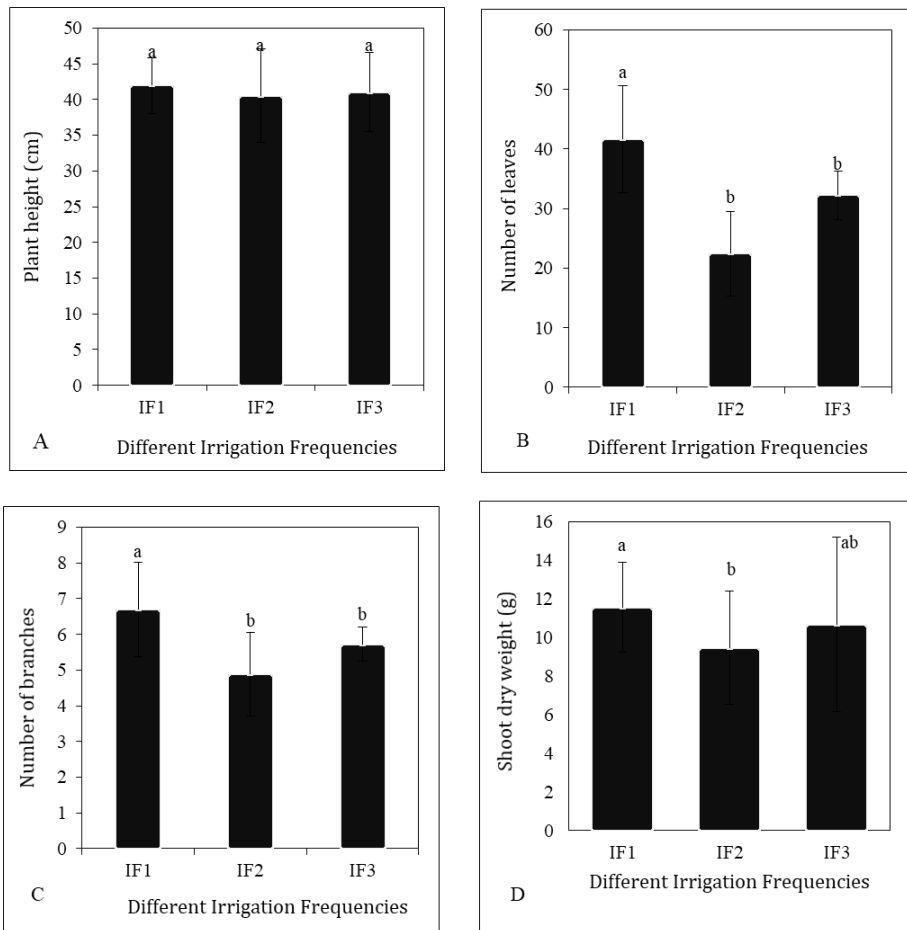 50
45
40
35
30
25
20
15
10
5
0
Plant height (cm)
a
a
a
IF1 IF2 IF3
A
Different Irrigation Frequencies
60
50
40
30
20
10
0
Number of leaves
a
b
b
IF1 IF2 IF3
B
Different Irrigation Frequencies
9
8
7
6
5
4
3
2
1
0
Number of branches
a
b
b
IF1 IF2 IF3
C
Different Irrigation Frequencies
16
14
12
10
8
6
4
2
0
Shoot dry weight (g)
a
b
ab
IF1 IF2 IF3
D
Different Irrigation Frequencies